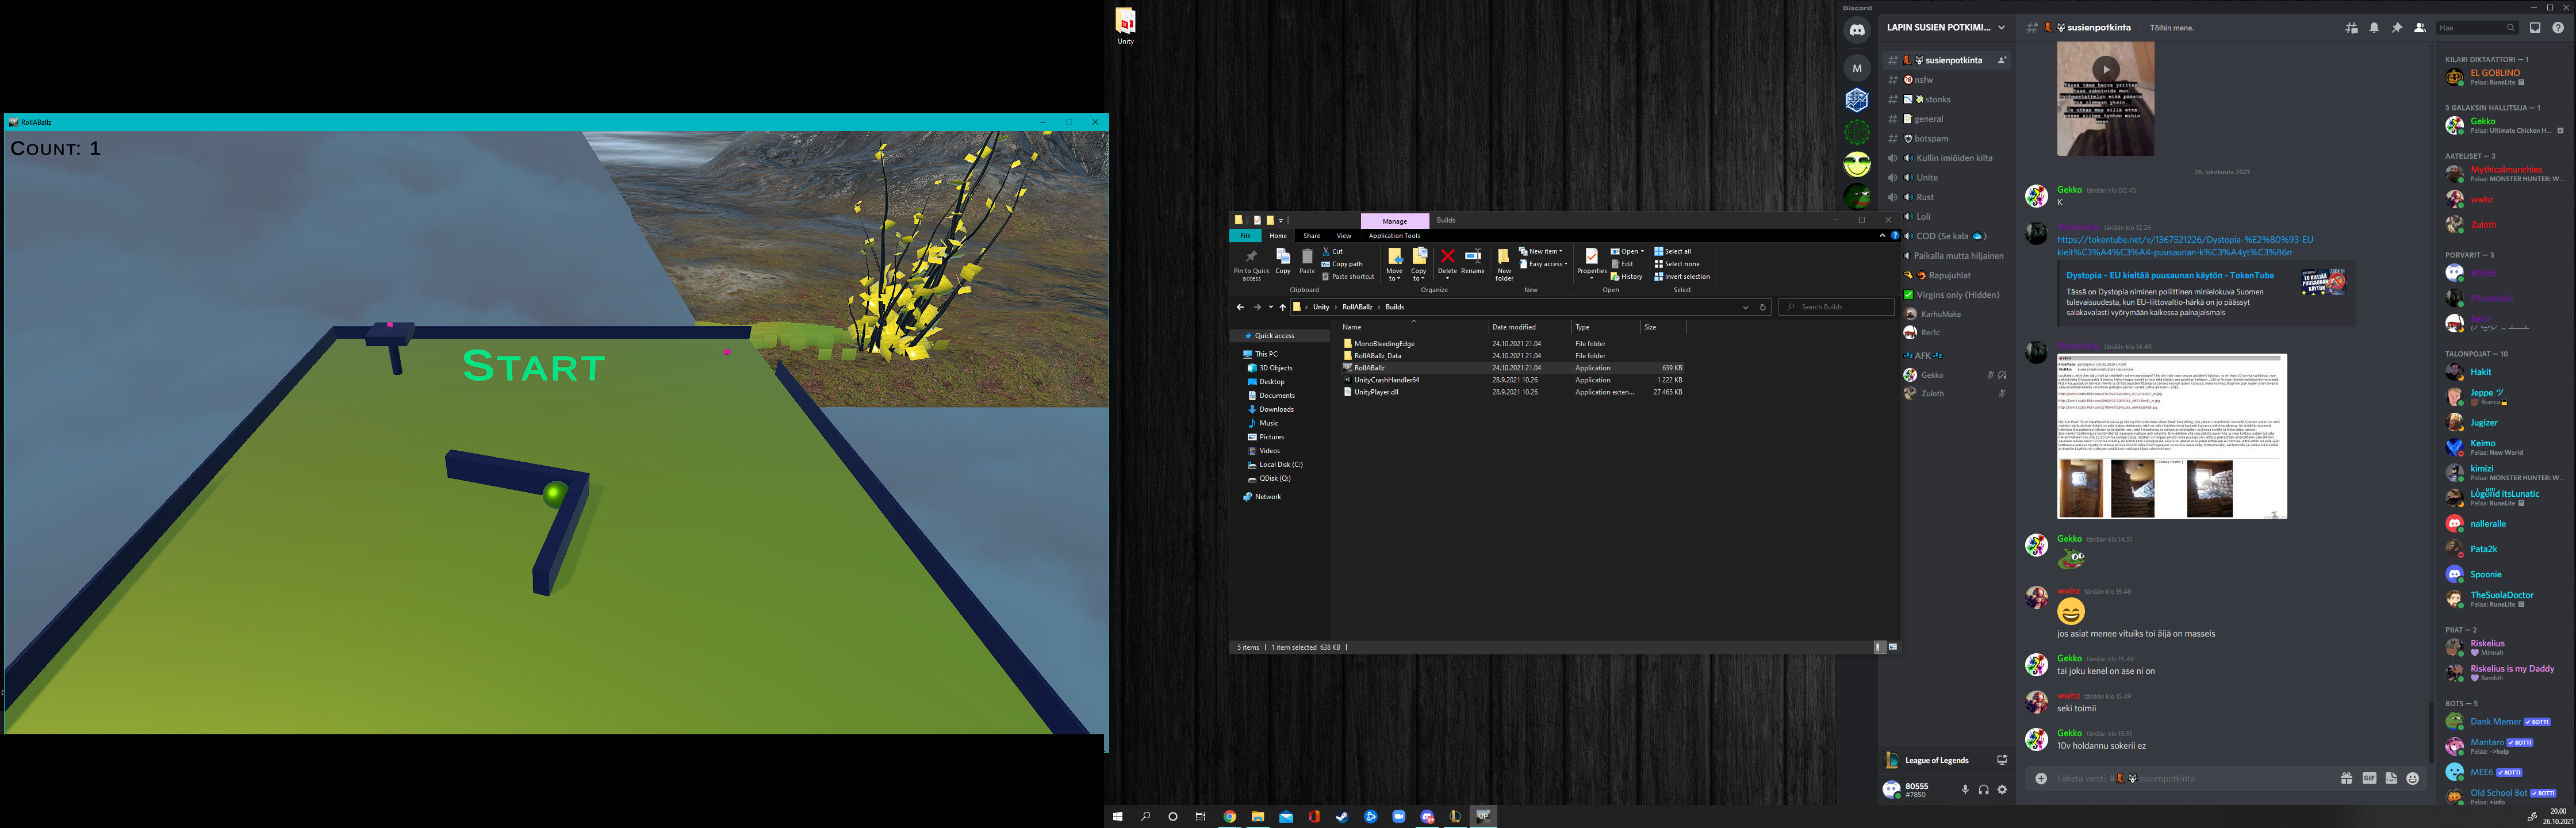 RollABallz
COUNT: 1
START
Unity
Manage
Builds
File
Home
Share
View
Application Tools
Pin to Quick access
Copy
Paste
Cut
Copy path
Paste shortcut
Clipboard
Move to
Copy to
Delete
Rename
Organize
New folder
New item
Easy access
New
Properties
Open
Edit
History
Open
Select all
Select none
Invert selection
Select
Unity
RollABallz
Builds
Search Builds
Quick access
This PC
3D Objects
Desktop
Documents
Downloads
Music
Pictures
Videos
Local Disk (C:)
QDisk (Q:)
Network
Name Date modified Type Size
MonoBleedingEdge 24.10.2021 21.04 File folder
RollABallz_Data 24.10.2021 21.04 File folder
RollABallz 24.10.2021 21.04 Application 639 KB
UnityCrashHandler64 28.9.2021 10.26 Application 1 222 KB
UnityPlayer.dll 28.9.2021 10.26 Application exten... 27 465 KB
5 items 1 item selected 638 KB
Discord
M
LAPIN SUSIEN POTKIMI...
susienpotkinta
nsfw
stonks
general
botspam
Kullin imiöiden kilta
Unite
Rust
Loli
COD (Se kala )
Paikalla mutta hiljainen
Rapujuhlat
Virgins only (Hidden)
KarhuMake
Rer1c
AFK
Gekko
Zuloth
League of Legends
80555
#7850
susienpotkinta
Töihin mene.
Hae
26. lokakuuta 2021
Gekko tänään klo 00.45
K
tänään klo 12.26
https://tokentube.net/v/1367521226/Dystopia-%E2%80%93-EU-
kielt%C3%A4%C3%A4-puusaunan-k%C3%A4yt%C3%86n
Dystopia – EU kieltää puusaunan käytön - TokenTube
Tässä on Dystopia niminen poliittinen minielokuva Suomen
tulevaisuudesta, kun EU-liittovaltio-härkä on jo päässyt
salakavalasti vyörymään kaikessa painajaismais
tänään klo 14.49
Gekko tänään klo 14.51
wwhz tänään klo 15.48
jos asiat menee vituiks toi äijä on masseis
Gekko tänään klo 15.49
tai joku kenel on ase ni on
wwhz tänään klo 15.49
seki toimii
Gekko tänään klo 15.51
10v holdannu sokerii ez
Lähetä viesti: # susienpotkinta
GIF
KILARI DIKTAATTORI — 1
EL GOBLINO
Pelaa: RuneLite
3 GALAKSIN HALLITSIJA — 1
Gekko
Pelaa: Ultimate Chicken H...
AATELISET — 3
Mythicalmunchies
Pelaa: MONSTER HUNTER: W...
wwhz
Zuloth
PORVARIT — 3
80555
Rer1c
TALONPOJAT — 10
Hakit
Jeppe ツ
Bianca
Jugizer
Keimo
Pelaa: New World
kimizi
Pelaa: MONSTER HUNTER: W...
Legend itsLunatic
Pelaa: RuneLite
nalleralle
Pata2k
Spoonie
TheSuolaDoctor
Pelaa: RuneLite
PIIAT — 2
Riskelius
Minnah
Riskelius is my Daddy
Bambih
BOTS — 5
Dank Memer BOTTI
Mantaro BOTTI
Pelaa: ~>help
MEE6 BOTTI
Old School Bot BOTTI
Pelaa: +info
20.00
26.10.2021